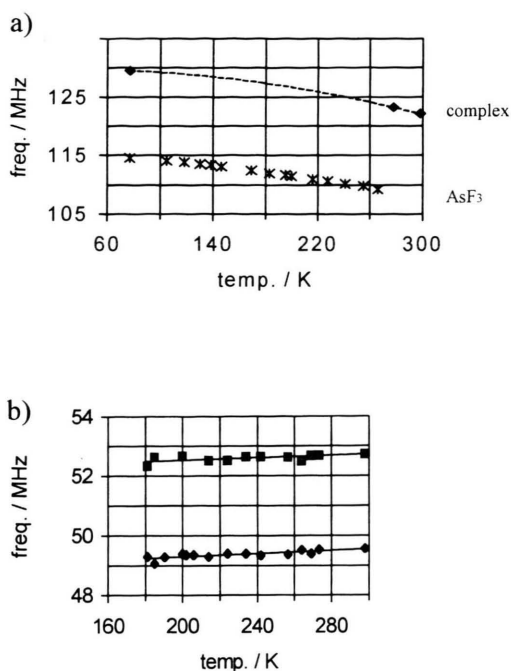 a)
freq. / MHz
125
115
105
60
140
220
300
temp. / K
complex
AsF3
b)
freq. / MHz
54
52
50
48
160
200
240
280
temp. / K